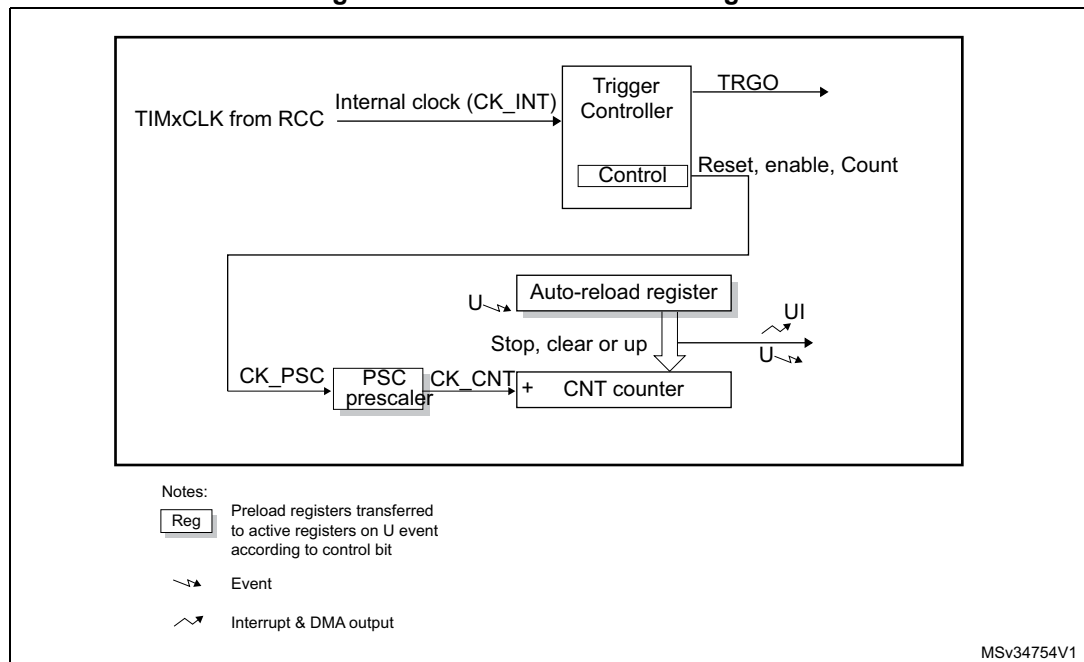 TIMxCLK from RCC
Internal clock (CK_INT)
Trigger
Controller
TRGO
Control
Reset, enable, Count
U
Auto-reload register
Stop, clear or up
UI
U
CK_PSC
PSC
prescaler
CK_CNT
+
CNT counter
Notes:
Reg
Preload registers transferred
to active registers on U event
according to control bit
Event
Interrupt & DMA output
MSv34754V1